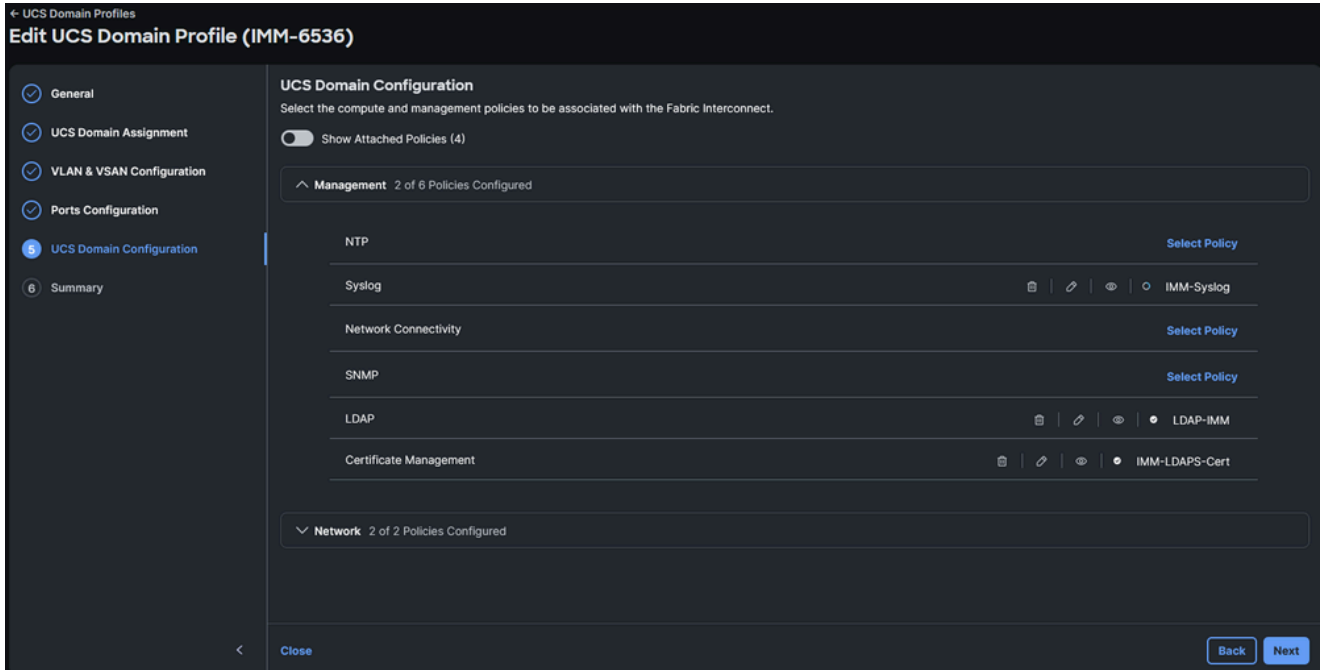 ← UCS Domain Profiles
Edit UCS Domain Profile (IMM-6536)
General
UCS Domain Assignment
VLAN & VSAN Configuration
Ports Configuration
5 UCS Domain Configuration
6 Summary
UCS Domain Configuration
Select the compute and management policies to be associated with the Fabric Interconnect.
Show Attached Policies (4)
Management 2 of 6 Policies Configured
NTP Select Policy
Syslog IMM-Syslog
Network Connectivity Select Policy
SNMP Select Policy
LDAP LDAP-IMM
Certificate Management IMM-LDAPS-Cert
Network 2 of 2 Policies Configured
Close Back Next